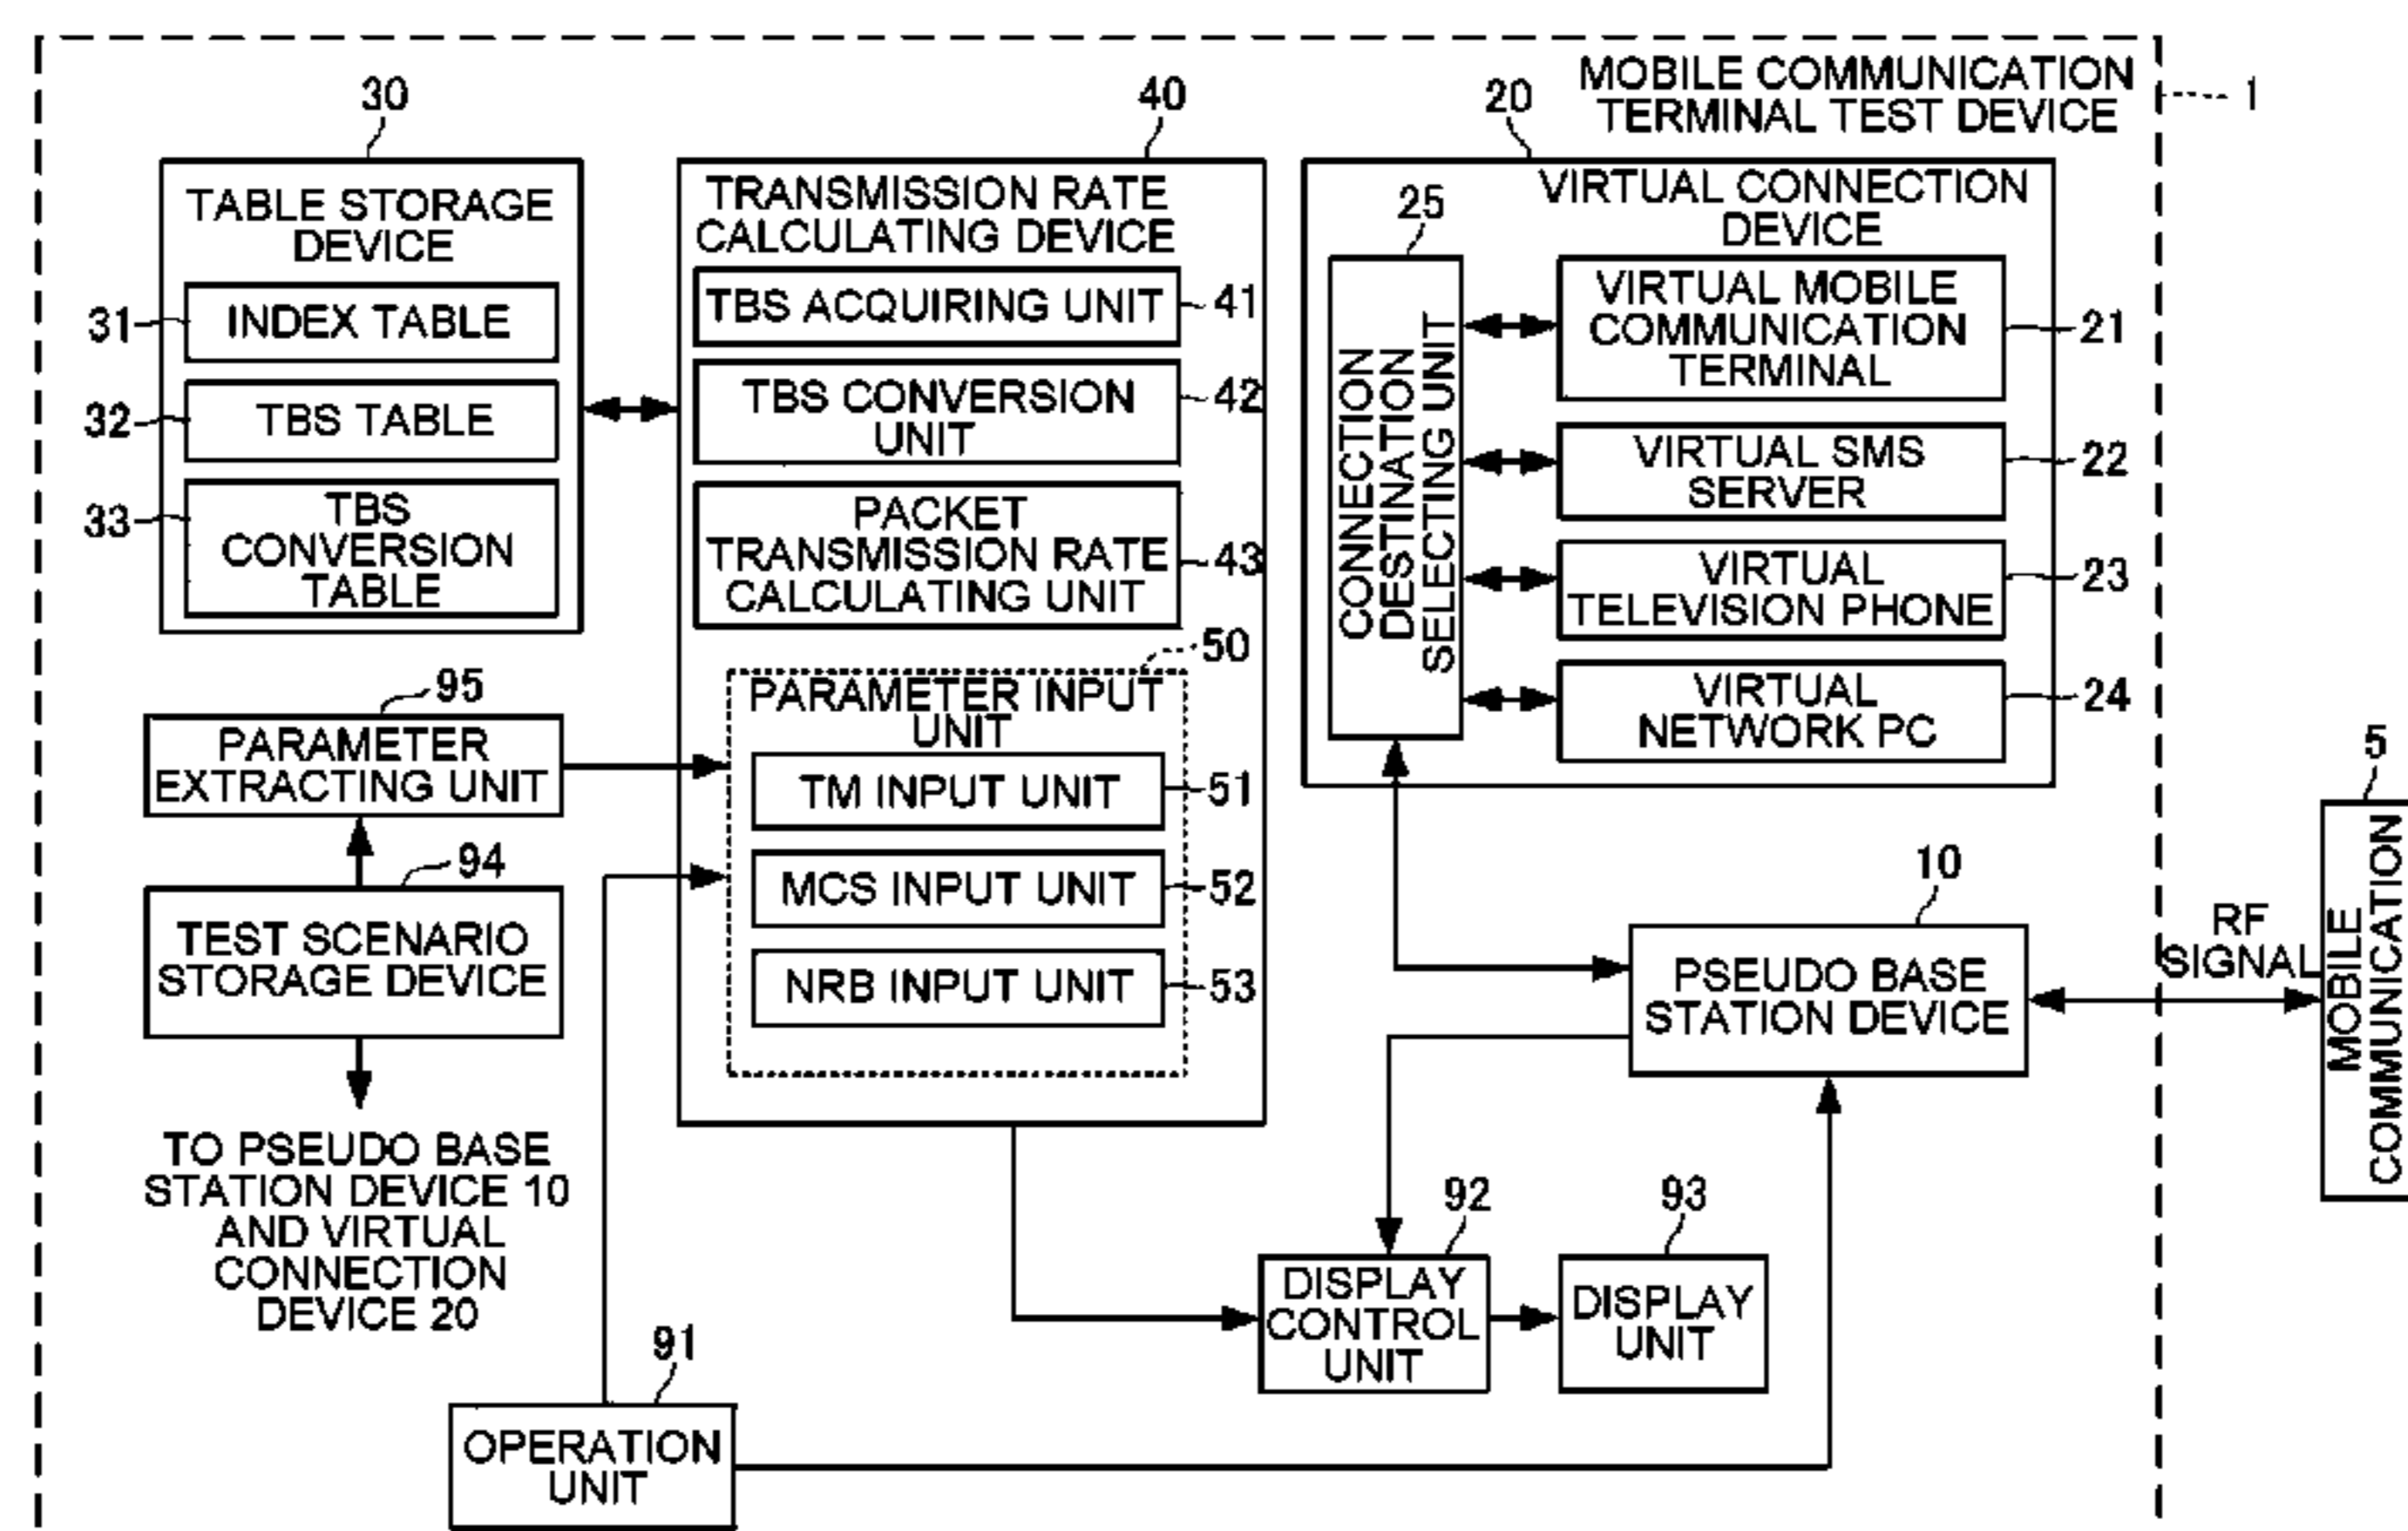 MOBILE COMMUNICATION
TERMINAL TEST DEVICE
1
30
TABLE STORAGE
DEVICE
31
INDEX TABLE
32
TBS TABLE
33
TBS
CONVERSION
TABLE
40
TRANSMISSION RATE
CALCULATING DEVICE
TBS ACQUIRING UNIT
41
TBS CONVERSION
UNIT
42
PACKET
TRANSMISSION RATE
CALCULATING UNIT
43
50
PARAMETER INPUT
UNIT
TM INPUT UNIT
51
MCS INPUT UNIT
52
NRB INPUT UNIT
53
20
VIRTUAL CONNECTION
DEVICE
25
CONNECTION
DESTINATION
SELECTING UNIT
VIRTUAL MOBILE
COMMUNICATION
TERMINAL
21
VIRTUAL SMS
SERVER
22
VIRTUAL
TELEVISION PHONE
23
VIRTUAL
NETWORK PC
24
95
PARAMETER
EXTRACTING UNIT
94
TEST SCENARIO
STORAGE DEVICE
TO PSEUDO BASE
STATION DEVICE 10
AND VIRTUAL
CONNECTION
DEVICE 20
10
PSEUDO BASE
STATION DEVICE
RF
SIGNAL
5
MOBILE
COMMUNICATION
92
DISPLAY
CONTROL
UNIT
93
DISPLAY
UNIT
91
OPERATION
UNIT